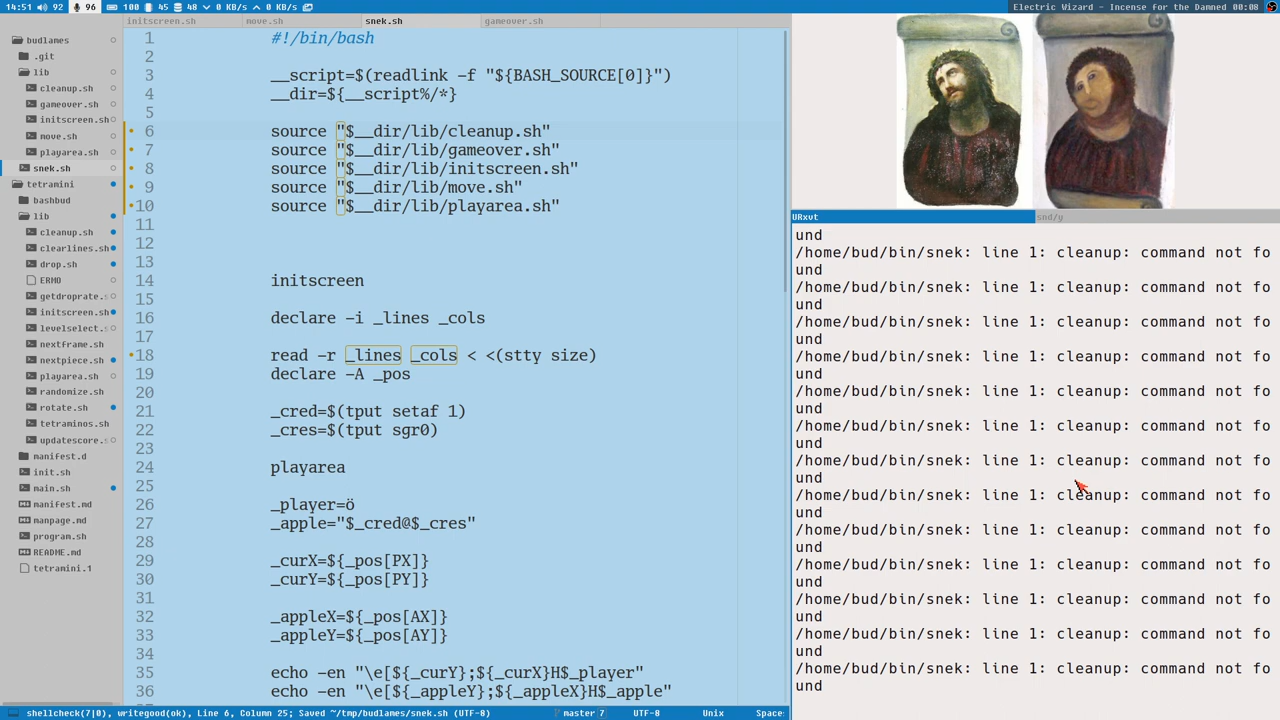 14:51 92 96 100 45 48 0 KB/s 0 KB/s
Electric Wizard - Incense For the Damned 00:08
initscreen.sh move.sh snek.sh gameover.sh
budlames
.git
lib
cleanup.sh
gameover.sh
initscreen.sh
move.sh
playarea.sh
snek.sh
tetramini
bashbud
lib
cleanup.sh
clearlines.sh
drop.sh
ERMO
getdroprate.s
initscreen.sh
levelselect.s
nextframe.sh
nextpiece.sh
playarea.sh
randomize.sh
rotate.sh
tetraminos.sh
updatescore.s
manifest.d
init.sh
main.sh
manifest.md
manpage.md
program.sh
README.md
tetramini.1
1 #!/bin/bash
2
3 __script=$(readlink -f "${BASH_SOURCE[0]}")
4 __dir=${__script%/*}
5
6 source "$__dir/lib/cleanup.sh"
7 source "$__dir/lib/gameover.sh"
8 source "$__dir/lib/initscreen.sh"
9 source "$__dir/lib/move.sh"
10 source "$__dir/lib/playarea.sh"
11
12
13
14 initscreen
15
16 declare -i _lines _cols
17
18 read -r _lines _cols < <(stty size)
19 declare -A _pos
20
21 _cred=$(tput setaf 1)
22 _cres=$(tput sgr0)
23
24 playarea
25
26 _player=ö
27 _apple="$_cred@$_cres"
28
29 _curX=${_pos[PX]}
30 _curY=${_pos[PY]}
31
32 _appleX=${_pos[AX]}
33 _appleY=${_pos[AY]}
34
35 echo -en "\e[${_curY};${_curX}H$_player"
36 echo -en "\e[${_appleY};${_appleX}H$_apple"
URxvt snd/y
und
/home/bud/bin/snek: line 1: cleanup: command not fo
und
/home/bud/bin/snek: line 1: cleanup: command not fo
und
/home/bud/bin/snek: line 1: cleanup: command not fo
und
/home/bud/bin/snek: line 1: cleanup: command not fo
und
/home/bud/bin/snek: line 1: cleanup: command not fo
und
/home/bud/bin/snek: line 1: cleanup: command not fo
und
/home/bud/bin/snek: line 1: cleanup: command not fo
und
/home/bud/bin/snek: line 1: cleanup: command not fo
und
/home/bud/bin/snek: line 1: cleanup: command not fo
und
/home/bud/bin/snek: line 1: cleanup: command not fo
und
/home/bud/bin/snek: line 1: cleanup: command not fo
und
/home/bud/bin/snek: line 1: cleanup: command not fo
und
/home/bud/bin/snek: line 1: cleanup: command not fo
und
shellcheck(7|0), writegood(ok), Line 6, Column 25; Saved ~/tmp/budlames/snek.sh (UTF-8) master 7 UTF-8 Unix Space